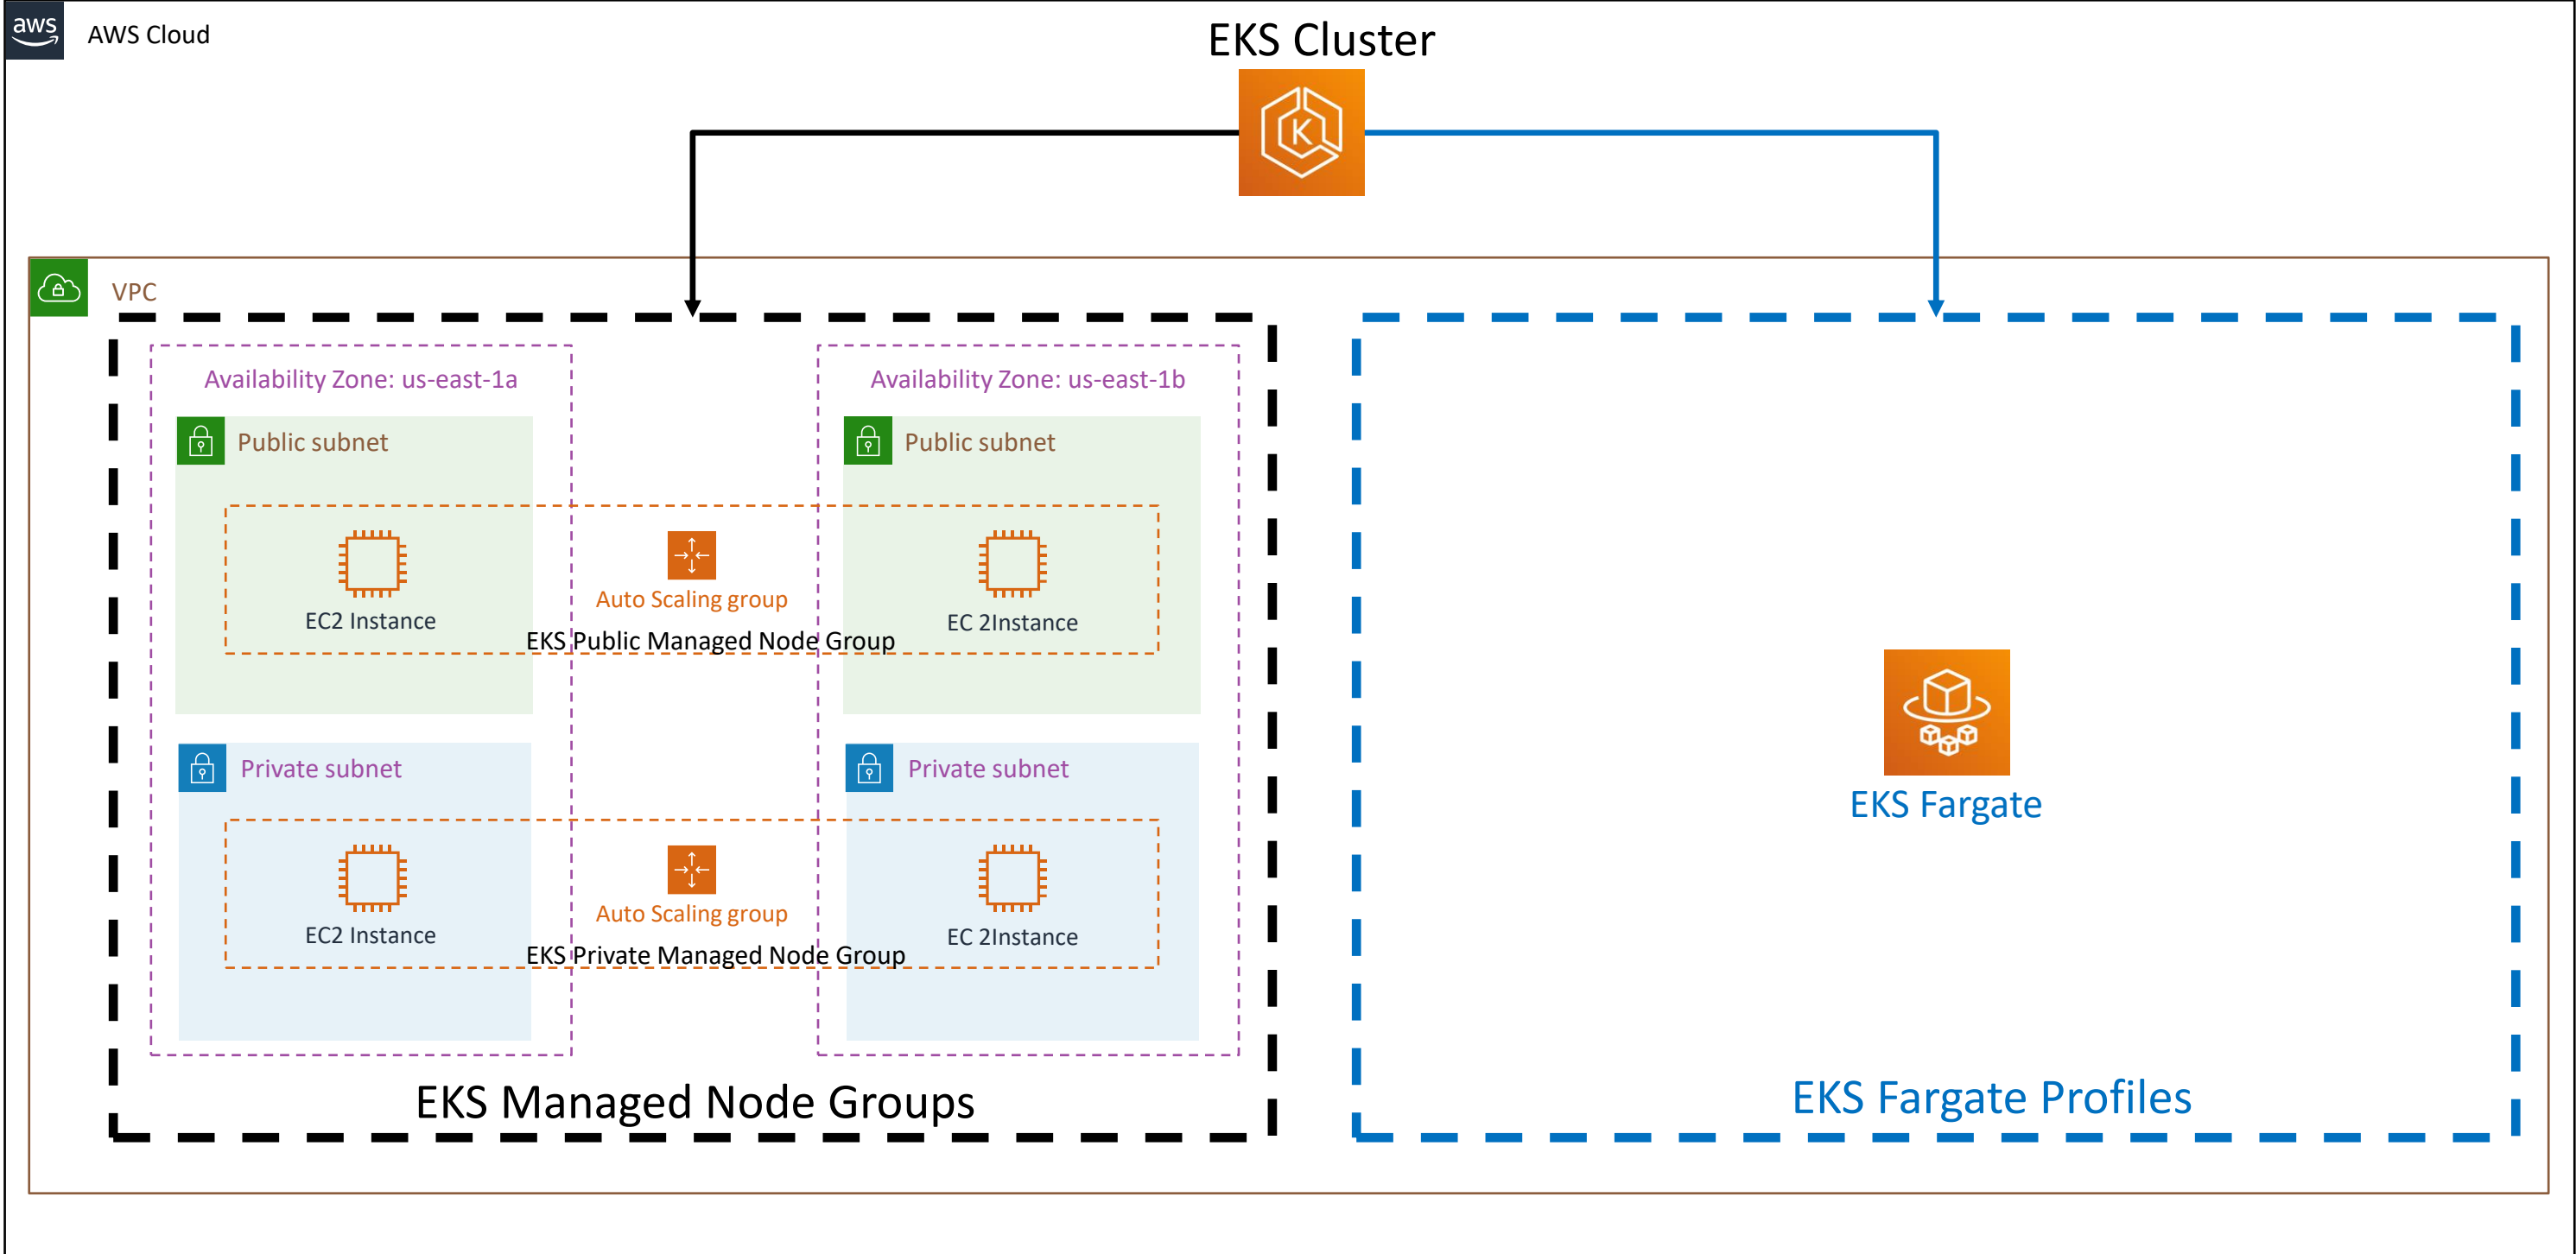 aws
AWS Cloud
EKS Cluster
K
VPC
Availability Zone: us-east-1a
Availability Zone: us-east-1b
Public subnet
Public subnet
EC2 Instance
Auto Scaling group
EC 2Instance
EKS Public Managed Node Group
Private subnet
Private subnet
EC2 Instance
Auto Scaling group
EC 2Instance
EKS Private Managed Node Group
EKS Managed Node Groups
EKS Fargate
EKS Fargate Profiles